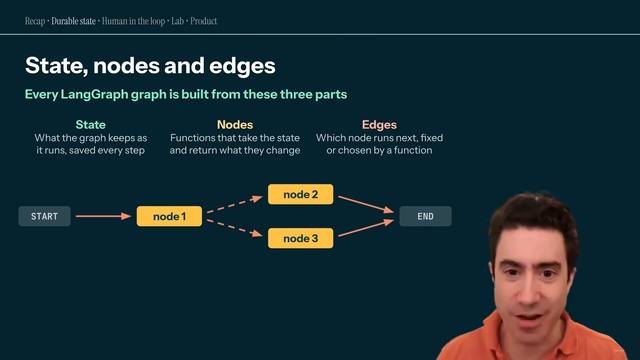 Recap • Durable state • Human in the loop • Lab • Product
State, nodes and edges
Every LangGraph graph is built from these three parts
State
What the graph keeps as
it runs, saved every step
Nodes
Functions that take the state
and return what they change
Edges
Which node runs next, fixed
or chosen by a function
START
node 1
node 2
node 3
END